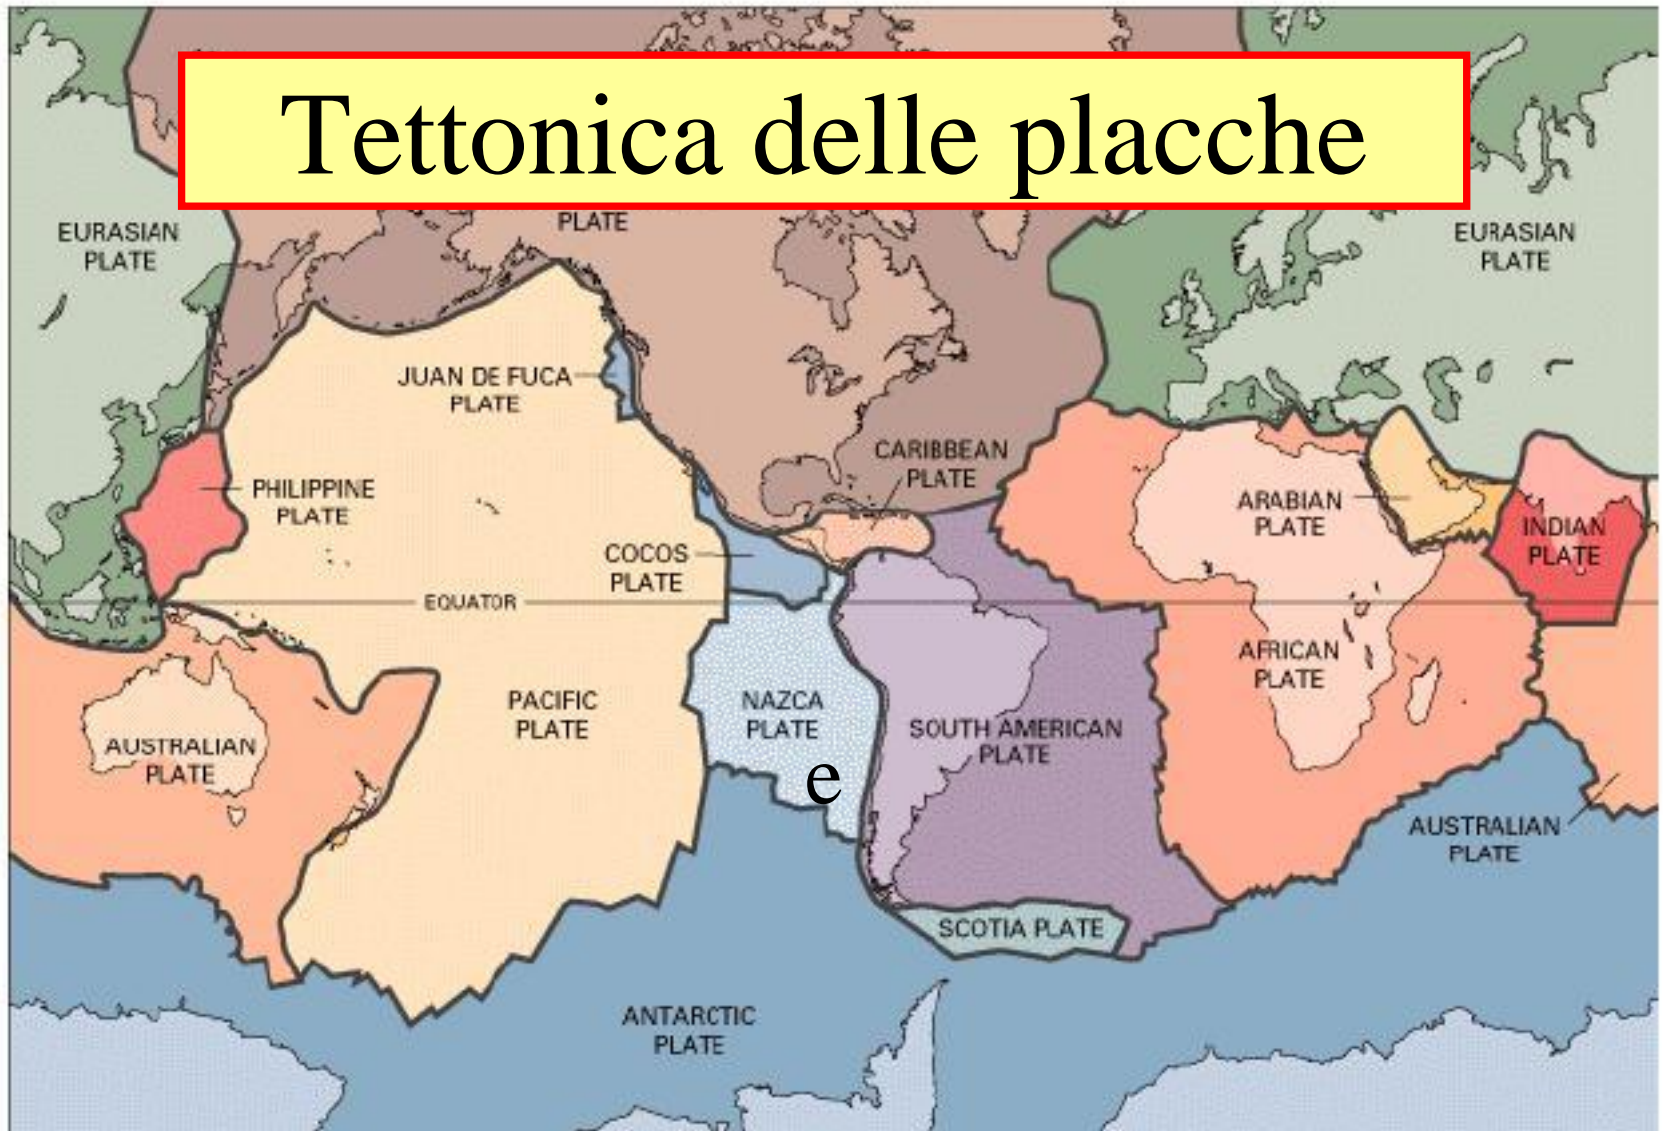 Tettonica delle placche
PLATE
EURASIAN
PLATE
EURASIAN
PLATE
JUAN DE FUCA
PLATE
CARIBBEAN
PLATE
PHILIPPINE
PLATE
ARABIAN
PLATE
INDIAN
PLATE
COCOS
PLATE
EQUATOR
AFRICAN
PLATE
PACIFIC
PLATE
NAZCA
PLATE
SOUTH AMERICAN
PLATE
AUSTRALIAN
PLATE
e
AUSTRALIAN
PLATE
SCOTIA PLATE
ANTARCTIC
PLATE